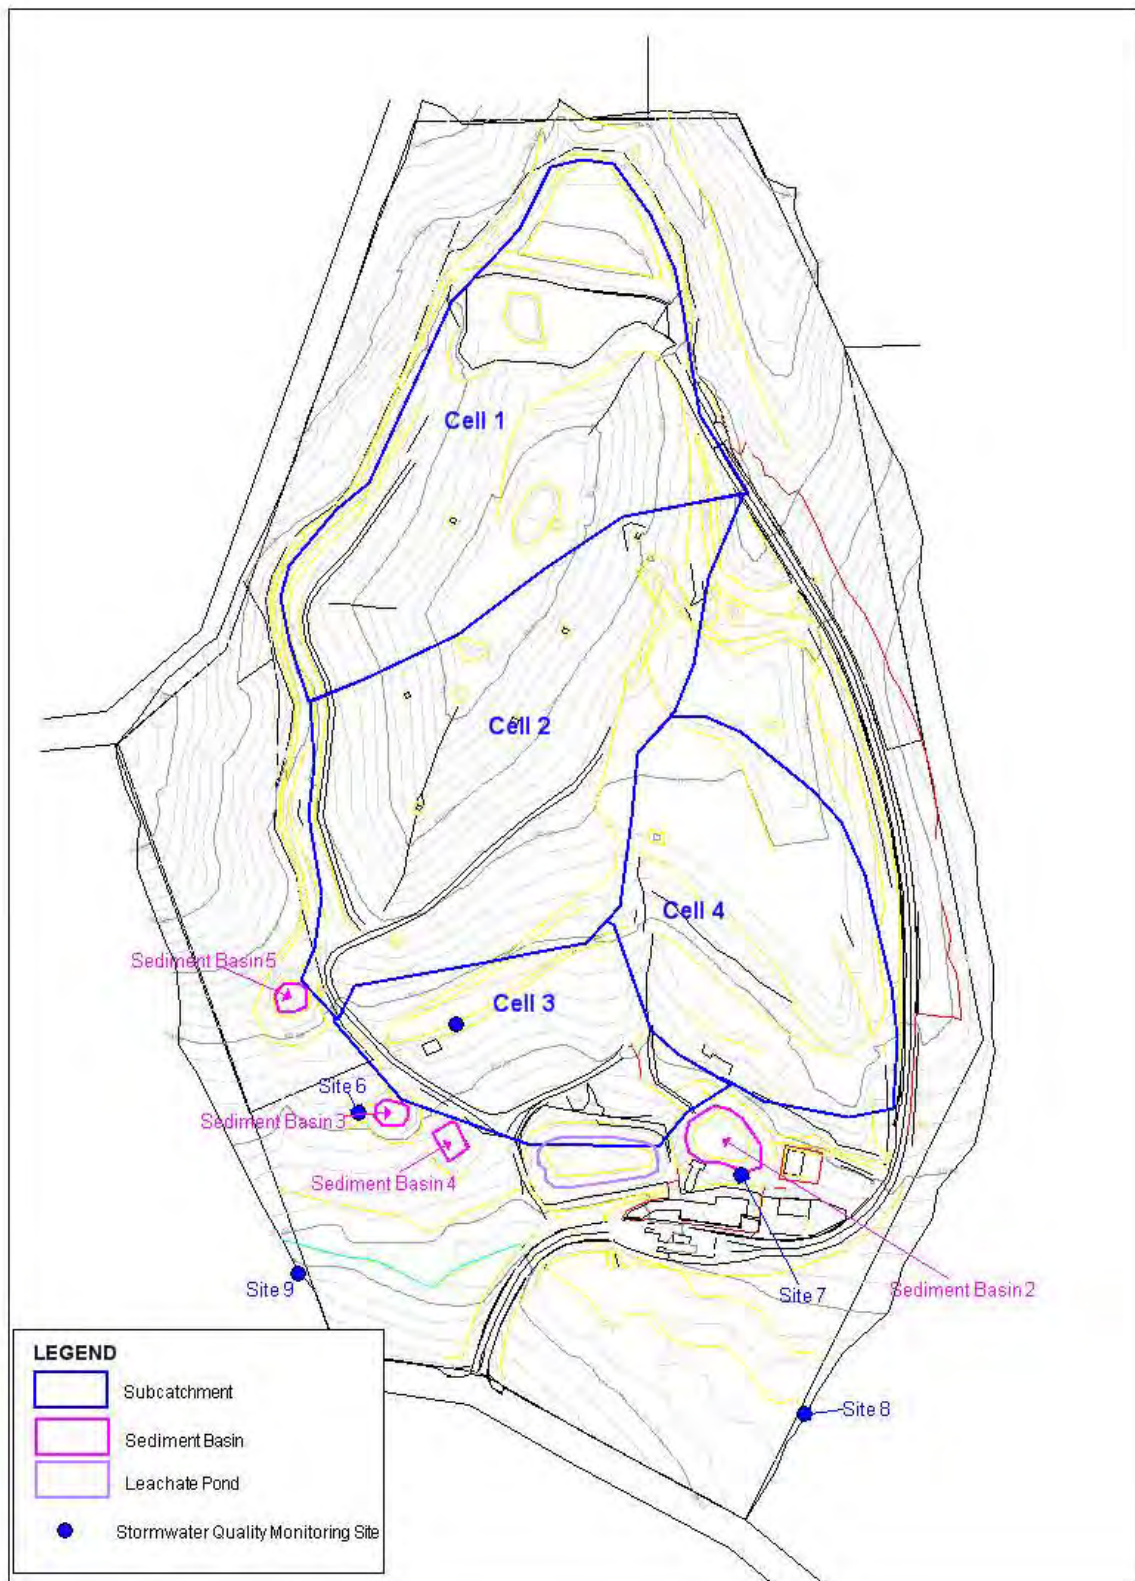 Cell 1
Cell 2
Cell 4
Sediment Basin 5
Cell 3
Site 6
Sediment Basin 3
Sediment Basin 4
Site 9
Site 7
Sediment Basin 2
Site 8
LEGEND
Subcatchment
Sediment Basin
Leachate Pond
Stormwater Quality Monitoring Site